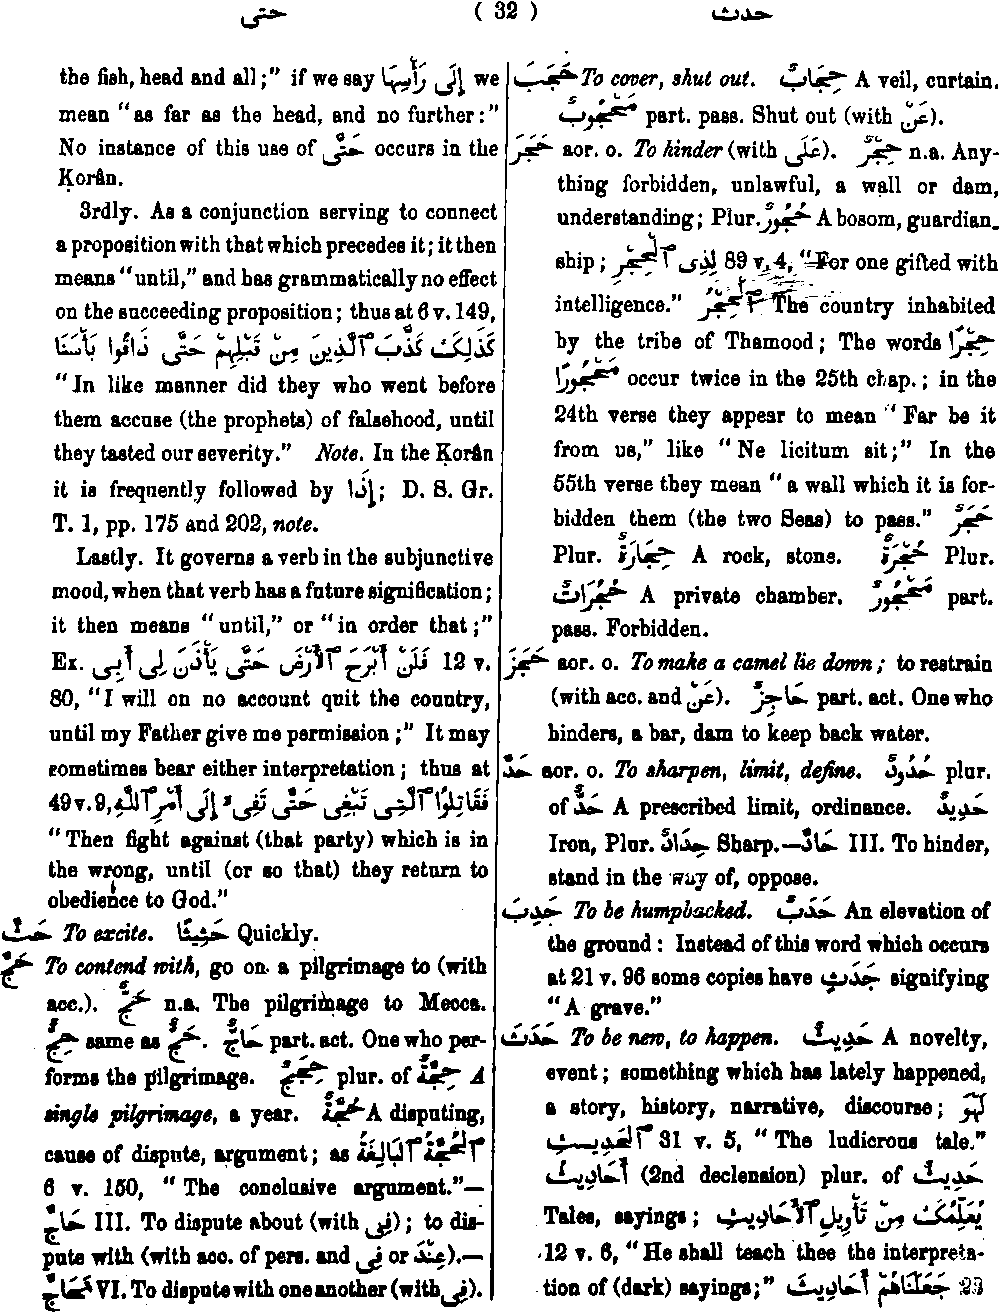 حتى ( 32 ) حدث
the fish, head and all;" if we say إِلَى رَأْسِهَا we
mean "as far as the head, and no further:"
No instance of this use of حَتَّى occurs in the
Ḳorân.
3rdly. As a conjunction serving to connect
a proposition with that which precedes it; it then
means "until," and has grammatically no effect
on the succeeding proposition; thus at 6 v. 149,
كَذَٰلِكَ كَذَّبَ ٱلَّذِينَ مِنْ قَبْلِهِمْ حَتَّى ذَاقُوا بَأْسَنَا
"In like manner did they who went before
them accuse (the prophets) of falsehood, until
they tasted our severity." Note. In the Ḳorân
it is frequently followed by إِذَا; D. S. Gr.
T. 1, pp. 175 and 202, note.
Lastly. It governs a verb in the subjunctive
mood, when that verb has a future signification;
it then means "until," or "in order that;"
Ex. فَلَنْ أَبْرَحَ ٱلْأَرْضَ حَتَّى يَأْذَنَ لِي أَبِي 12 v.
80, "I will on no account quit the country,
until my Father give me permission;" It may
sometimes bear either interpretation; thus at
49 v. 9, فَقَاتِلُوا ٱلَّتِي تَبْغِي حَتَّى تَفِيءَ إِلَى أَمْرِ ٱللَّهِ
"Then fight against (that party) which is in
the wrong, until (or so that) they return to
obedience to God."
حَثَّ To excite. حَثِيثًا Quickly.
حَجَّ To contend with, go on a pilgrimage to (with
acc.). حَجٌّ n.a. The pilgrimage to Mecca.
حِجٌّ same as حَجٌّ. حَاجٌّ part. act. One who per-
forms the pilgrimage. حِجَجٌ plur. of حِجَّةٌ A
single pilgrimage, a year. حُجَّةٌ A disputing,
cause of dispute, argument; as ٱلْحُجَّةُ ٱلْبَالِغَةُ
6 v. 150, "The conclusive argument."—
حَاجَّ III. To dispute about (with فِي); to dis-
pute with (with acc. of pers. and فِي or عِنْدَ).—
تَحَاجَّ VI. To dispute with one another (with فِي).
حَجَبَ To cover, shut out. حِجَابٌ A veil, curtain.
مَحْجُوبٌ part. pass. Shut out (with عَنْ).
حَجَرَ aor. o. To hinder (with عَلَى). حِجْرٌ n.a. Any-
thing forbidden, unlawful, a wall or dam,
understanding; Plur. حُجُورٌ A bosom, guardian-
ship; لِذِي ٱلْحِجْرِ 89 v. 4, "For one gifted with
intelligence." ٱلْحِجْرُ The country inhabited
by the tribe of Thamood; The words حِجْرًا
مَحْجُورًا occur twice in the 25th chap.; in the
24th verse they appear to mean "Far be it
from us," like "Ne licitum sit;" In the
55th verse they mean "a wall which it is for-
bidden them (the two Seas) to pass." حَجَرٌ
Plur. حِجَارَةٌ A rock, stone. حُجْرَةٌ Plur.
حُجُرَاتٌ A private chamber. مَحْجُورٌ part.
pass. Forbidden.
حَجَزَ aor. o. To make a camel lie down; to restrain
(with acc. and عَنْ). حَاجِزٌ part. act. One who
hinders, a bar, dam to keep back water.
حَدَّ aor. o. To sharpen, limit, define. حُدُودٌ plur.
of حَدٌّ A prescribed limit, ordinance. حَدِيدٌ
Iron, Plur. حِدَادٌ Sharp.—حَادَّ III. To hinder,
stand in the way of, oppose.
حَدِبَ To be humpbacked. حَدَبٌ An elevation of
the ground: Instead of this word which occurs
at 21 v. 96 some copies have جَدَثٍ signifying
"A grave."
حَدَثَ To be new, to happen. حَدِيثٌ A novelty,
event; something which has lately happened,
a story, history, narrative, discourse; لَهْوَ
ٱلْحَدِيثِ 31 v. 5, "The ludicrous tale."
أَحَادِيثُ (2nd declension) plur. of حَدِيثٌ
Tales, sayings; يُعَلِّمُكَ مِنْ تَأْوِيلِ ٱلْأَحَادِيثِ
12 v. 6, "He shall teach thee the interpreta-
tion of (dark) sayings;" جَعَلْنَاهُمْ أَحَادِيثَ 23